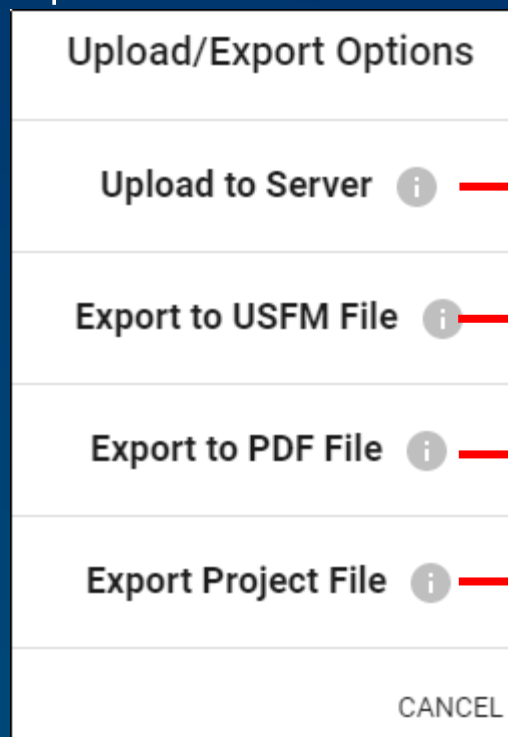 Upload/Export Options
Upload to Server
Export to USFM File
Export to PDF File
Export Project File
CANCEL